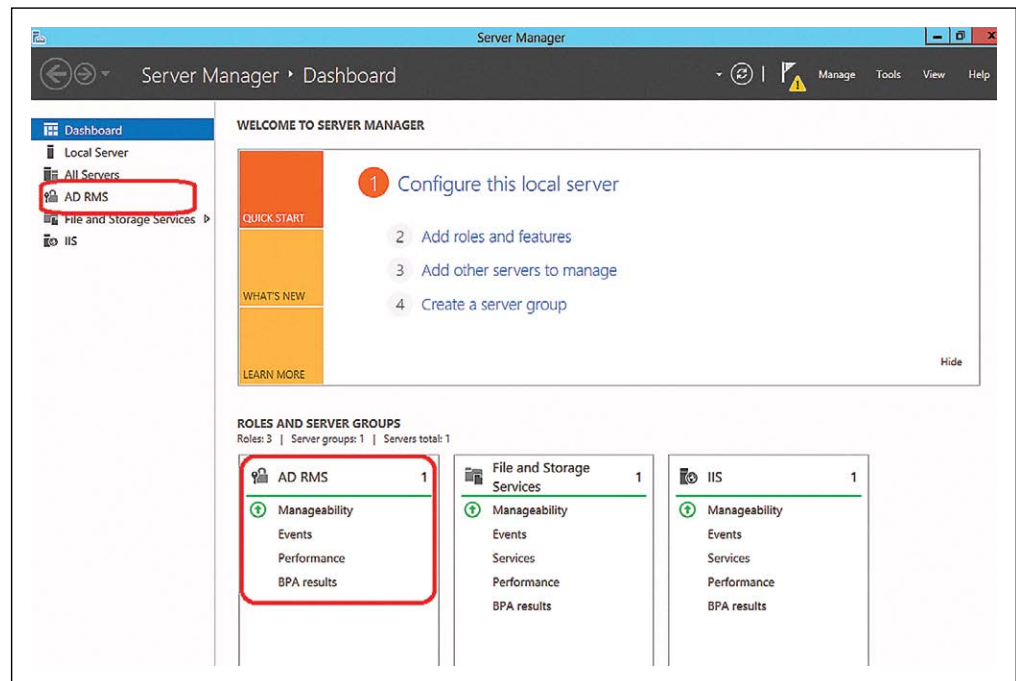 Server Manager
Server Manager ‣ Dashboard
Manage Tools View Help
Dashboard
Local Server
All Servers
AD RMS
File and Storage Services
IIS
WELCOME TO SERVER MANAGER
QUICK START
WHAT'S NEW
LEARN MORE
1 Configure this local server
2 Add roles and features
3 Add other servers to manage
4 Create a server group
Hide
ROLES AND SERVER GROUPS
Roles: 3 | Server groups: 1 | Servers total: 1
AD RMS 1
Manageability
Events
Performance
BPA results
File and Storage
Services 1
Manageability
Events
Services
Performance
BPA results
IIS 1
Manageability
Events
Services
Performance
BPA results